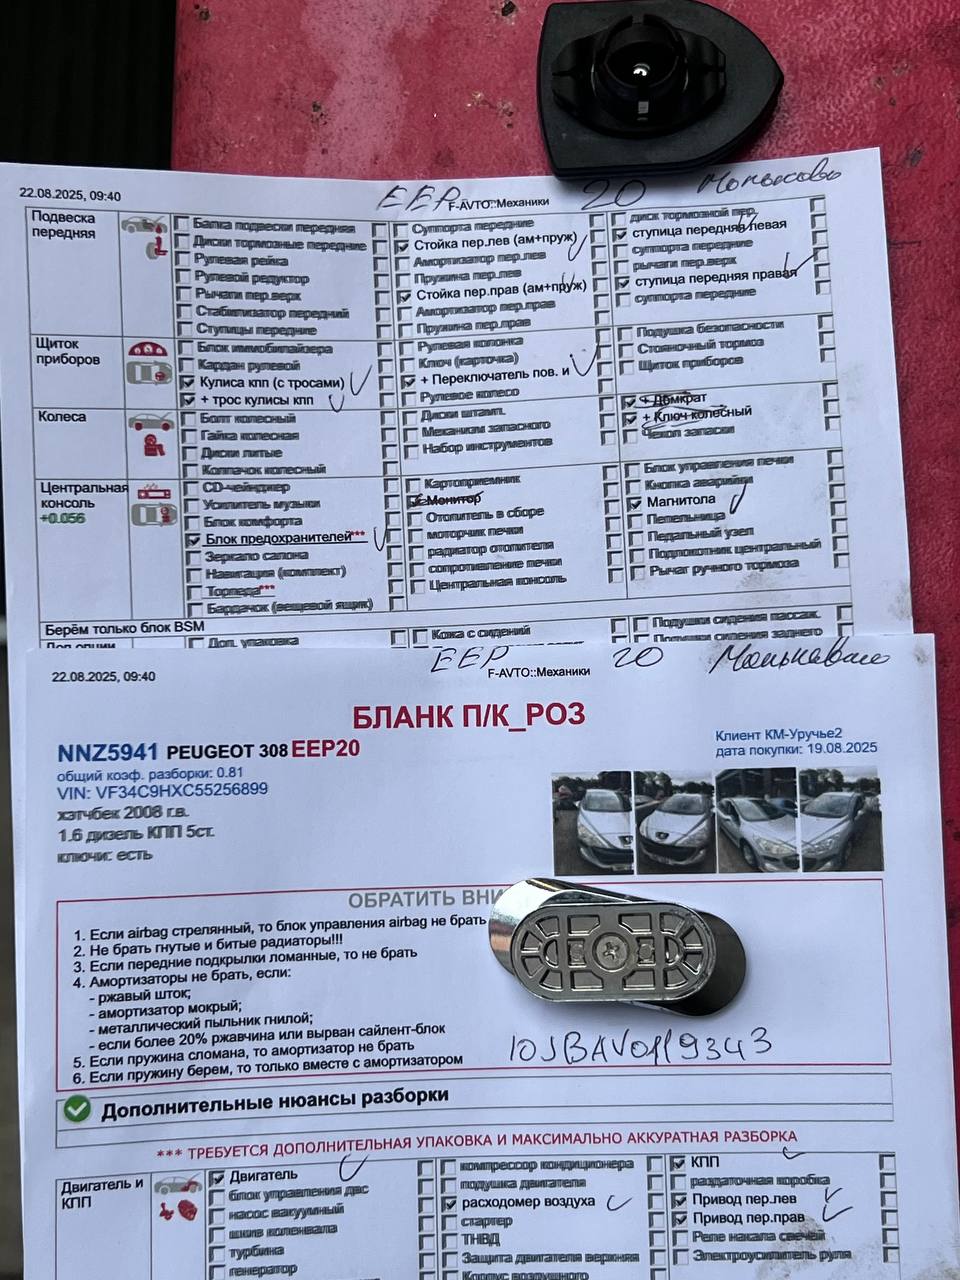 22.08.2025, 09:40
EEP 20
F-AVTO::Механики
Подвеска передняя
Балка подвески передняя
Диски тормозные передние
Рулевая рейка
Рулевой редуктор
Рычаги пер.верх
Стабилизатор передний
Ступицы передние
Суппорта передние
Стойка пер.лев (ам+пруж)
Амортизатор пер.лев
Пружина пер.лев
Стойка пер.прав (ам+пруж)
Амортизатор пер.прав
Пружина пер.прав
диск тормозной пер.
ступица передняя левая
суппорта передние
рычаги пер.верх
ступица передняя правая
суппорта передние
Щиток приборов
Блок иммобилайзера
Кардан рулевой
Кулиса кпп (с тросами)
+ трос кулисы кпп
Рулевая колонка
Ключ (карточка)
+ Переключатель пов. и
Рулевое колесо
Подушка безопасности
Стояночный тормоз
Щиток приборов
Колеса
Болт колесный
Гайка колесная
Диски литые
Колпачок колесный
Диски штамп.
Механизм запасного
Набор инструментов
+ Домкрат
+ Ключ колесный
Чехол запаски
Центральная консоль
+0.056
CD-чейнджер
Усилитель музыки
Блок комфорта
Блок предохранителей***
Зеркало салона
Навигация (комплект)
Торпеда***
Бардачок (вещевой ящик)
Картоприемник
Монитор
Отопитель в сборе
моторчик печки
радиатор отопителя
сопротивление печки
Центральная консоль
Блок управления печки
Кнопка аварийки
Магнитола
Пепельница
Педальный узел
Подлокотник центральный
Рычаг ручного тормоза
Берём только блок BSM
Доп.опции
Доп. упаковка
Кожа с сидений
Подушки сидения пассаж.
Подушки сидения заднего
22.08.2025, 09:40
EEP 20
F-AVTO::Механики
БЛАНК П/К_РОЗ
NNZ5941 PEUGEOT 308 EEP20
Клиент КМ-Уручье2
дата покупки: 19.08.2025
общий коэф. разборки: 0.81
VIN: VF34C9HXC55256899
хэтчбек 2008 г.в.
1.6 дизель КПП 5ст.
ключи: есть
ОБРАТИТЬ ВНИ
1. Если airbag стрелянный, то блок управления airbag не брать
2. Не брать гнутые и битые радиаторы!!!
3. Если передние подкрылки ломанные, то не брать
4. Амортизаторы не брать, если:
- ржавый шток;
- амортизатор мокрый;
- металлический пыльник гнилой;
- если более 20% ржавчина или вырван сайлент-блок
5. Если пружина сломана, то амортизатор не брать
6. Если пружину берем, то только вместе с амортизатором
10JBAV0119343
Дополнительные нюансы разборки
*** ТРЕБУЕТСЯ ДОПОЛНИТЕЛЬНАЯ УПАКОВКА И МАКСИМАЛЬНО АККУРАТНАЯ РАЗБОРКА
Двигатель и КПП
Двигатель
блок управления двс
насос вакуумный
шкив коленвала
турбина
генератор
компрессор кондиционера
подушка двигателя
расходомер воздуха
стартер
ТНВД
Защита двигателя верхняя
Корпус воздушного
КПП
раздаточная коробка
Привод пер.лев
Привод пер.прав
Реле накала свечей
Электроусилитель руля